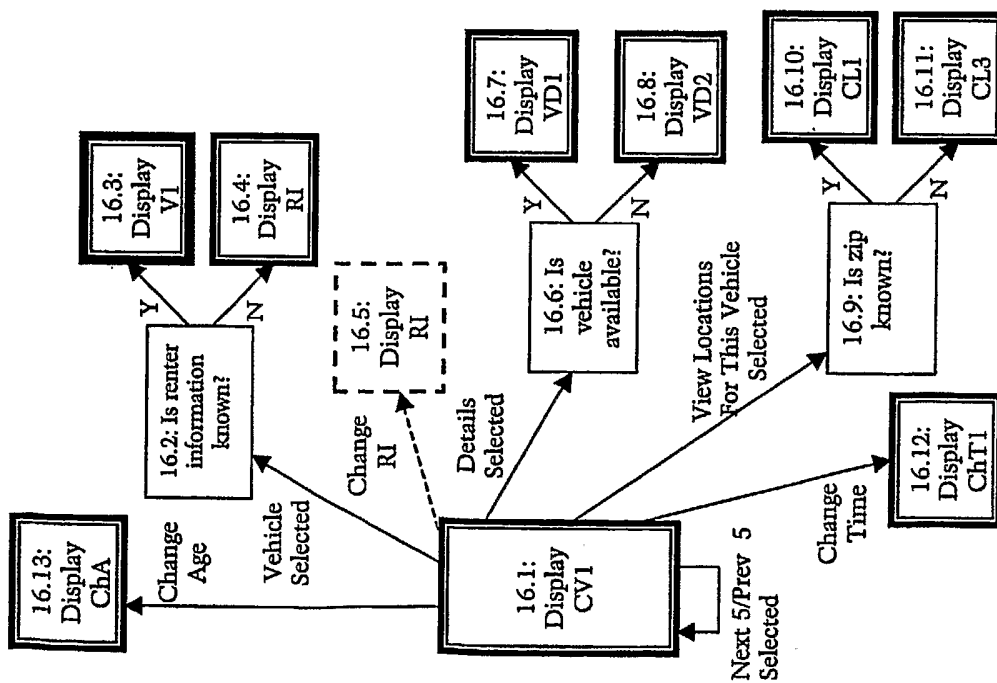 16.13:
Display
ChA
Change
Age
Vehicle
Selected
16.2: Is renter
information
known?
Y
N
16.3:
Display
V1
16.4:
Display
RI
Change
RI
16.5:
Display
RI
Details
Selected
16.6: Is
vehicle
available?
Y
N
16.7:
Display
VD1
16.8:
Display
VD2
16.1:
Display
CV1
View Locations
For This Vehicle
Selected
16.9: Is zip
known?
Y
N
16.10:
Display
CL1
16.11:
Display
CL3
Change
Time
16.12:
Display
ChT1
Next 5/Prev 5
Selected